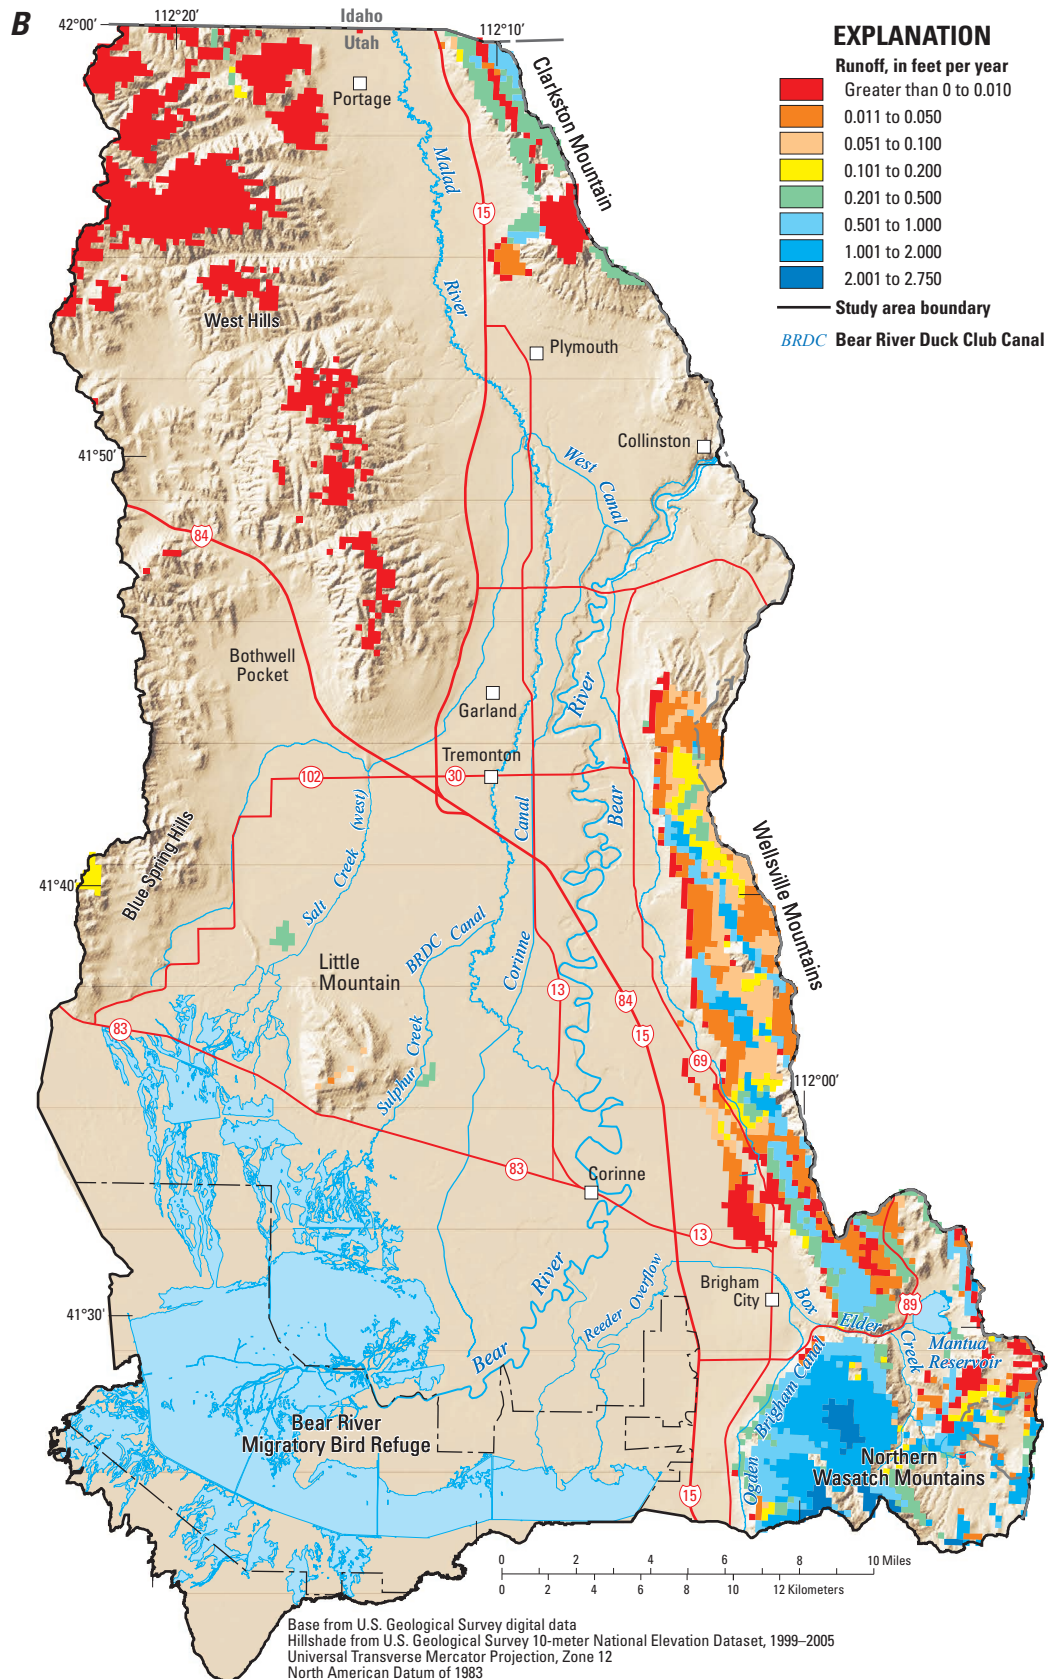 B
42°00'
112°20'
Idaho
Utah
112°10'
EXPLANATION
Runoff, in feet per year
Greater than 0 to 0.010
0.011 to 0.050
0.051 to 0.100
0.101 to 0.200
0.201 to 0.500
0.501 to 1.000
1.001 to 2.000
2.001 to 2.750
Study area boundary
BRDC Bear River Duck Club Canal
Portage
Clarkston Mountain
Malad
River
15
West Hills
Plymouth
Collinston
41°50'
West
Canal
84
Bothwell
Pocket
Garland
River
Tremonton
102
30
Bear
Canal
Salt Creek (west)
Blue Spring Hills
Wellsville Mountains
41°40'
BRDC Canal
Corinne
Little
Mountain
13
84
15
83
69
Sulphur Creek
112°00'
83
Corinne
13
Brigham
City
Reeder Overflow
River
Bear
41°30'
Box
Elder
Creek
89
Mantua
Reservoir
Ogden Brigham Canal
Bear River
Migratory Bird Refuge
Northern
Wasatch Mountains
15
0 2 4 6 8 10 Miles
0 2 4 6 8 10 12 Kilometers
Base from U.S. Geological Survey digital data
Hillshade from U.S. Geological Survey 10-meter National Elevation Dataset, 1999–2005
Universal Transverse Mercator Projection, Zone 12
North American Datum of 1983